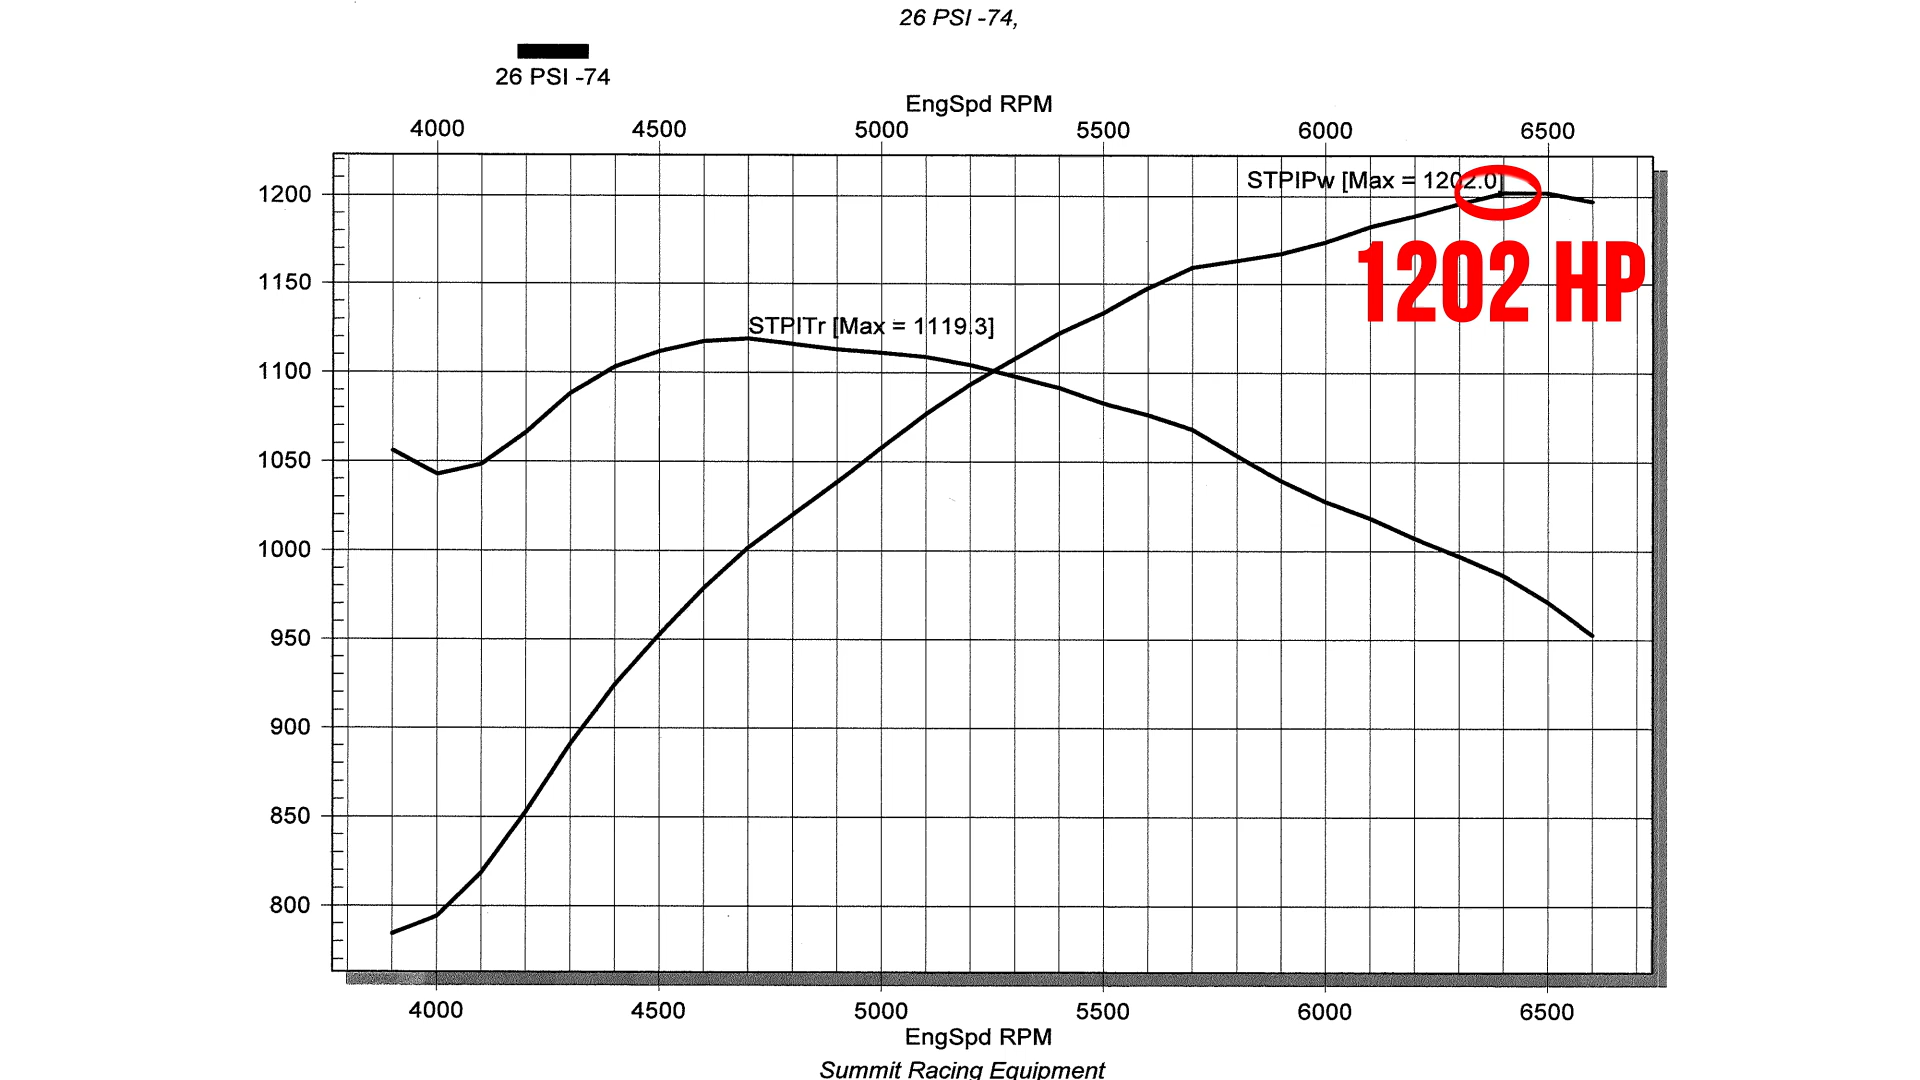 26 PSI -74,
26 PSI -74
EngSpd RPM
4000 4500 5000 5500 6000 6500
1200
STPIPw [Max = 1202.0]
1202 HP
1150
STPITr [Max = 1119.3]
1100
1050
1000
950
900
850
800
4000 4500 5000 5500 6000 6500
EngSpd RPM
Summit Racing Equipment